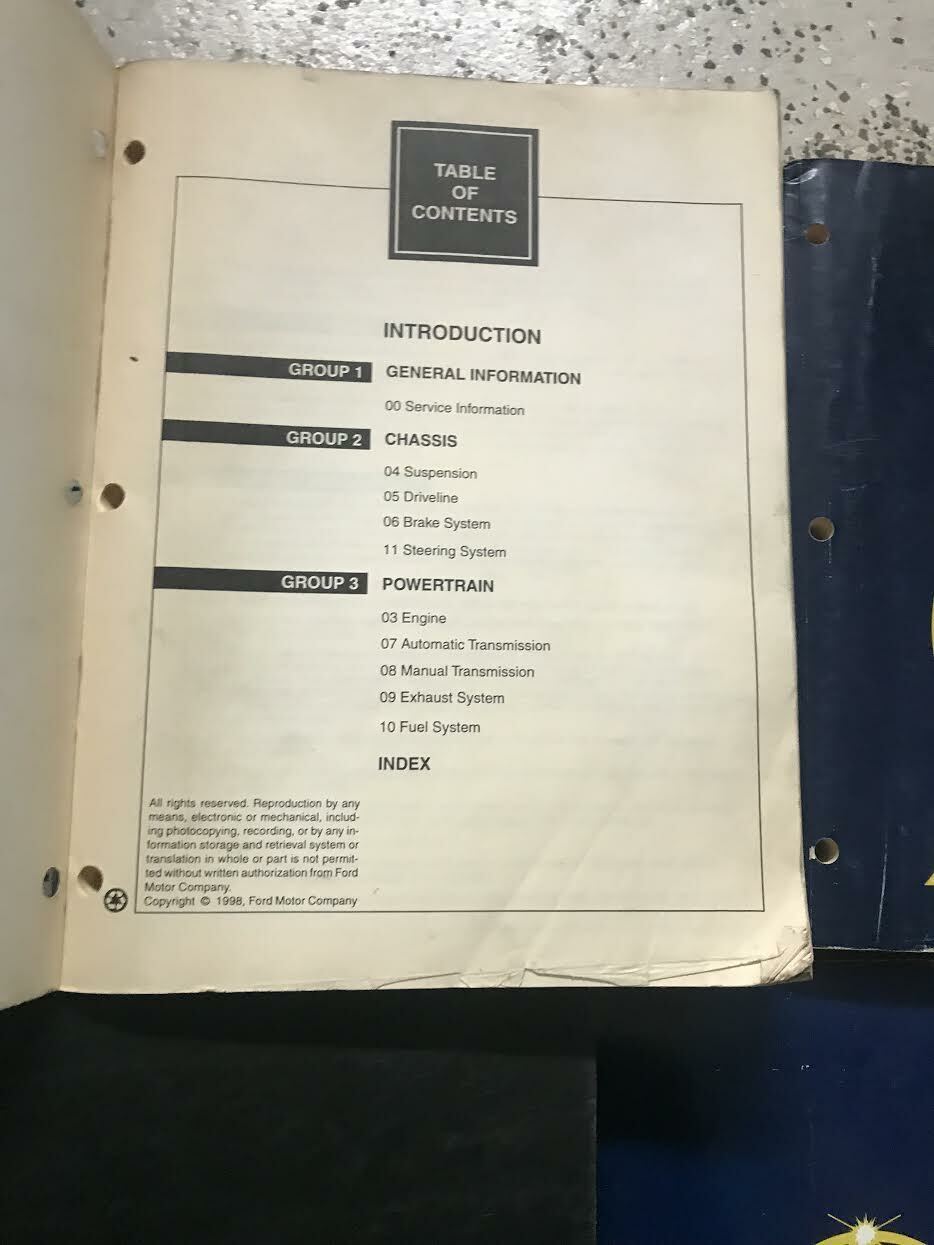 TABLE
OF
CONTENTS
INTRODUCTION
GROUP 1 GENERAL INFORMATION
00 Service Information
GROUP 2 CHASSIS
04 Suspension
05 Driveline
06 Brake System
11 Steering System
GROUP 3 POWERTRAIN
03 Engine
07 Automatic Transmission
08 Manual Transmission
09 Exhaust System
10 Fuel System
INDEX
All rights reserved. Reproduction by any
means, electronic or mechanical, includ-
ing photocopying, recording, or by any in-
formation storage and retrieval system or
translation in whole or part is not permit-
ted without written authorization from Ford
Motor Company.
Copyright © 1998, Ford Motor Company